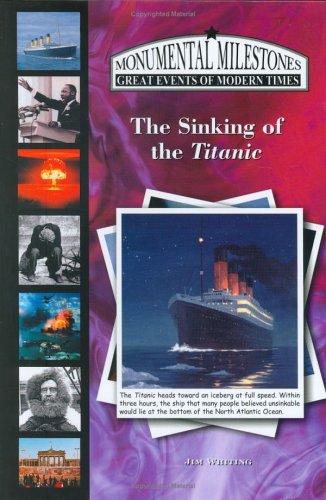 MONUMENTAL MILESTONES
GREAT EVENTS OF MODERN TIMES
The Sinking of
the Titanic
The Titanic heads toward an iceberg at full speed. Within
three hours, the ship that many people believed unsinkable
would lie at the bottom of the North Atlantic Ocean.
JIM WHITING